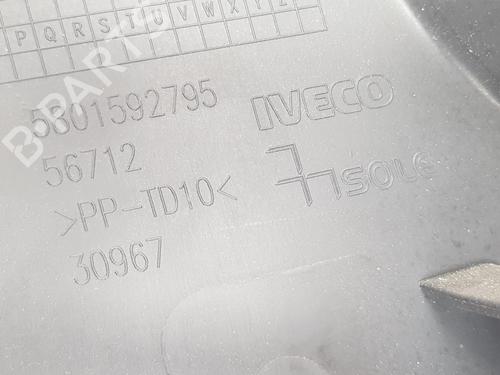 P Q R S T U V W X Y Z
5801592795
IVECO
56712
SOLE
>PP-TD10<
30967
B-PARTS